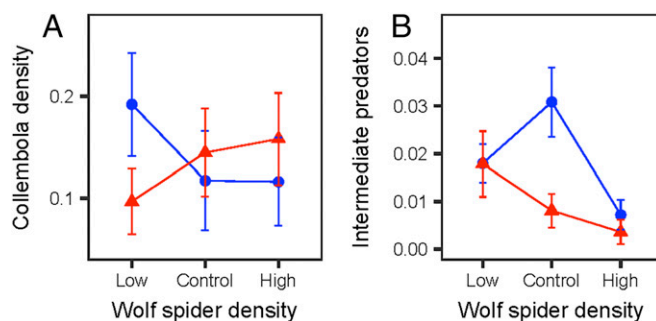 A
Collembola density
0.2
0.1
Low Control High
Wolf spider density
B
Intermediate predators
0.04
0.03
0.02
0.01
0.00
Low Control High
Wolf spider density